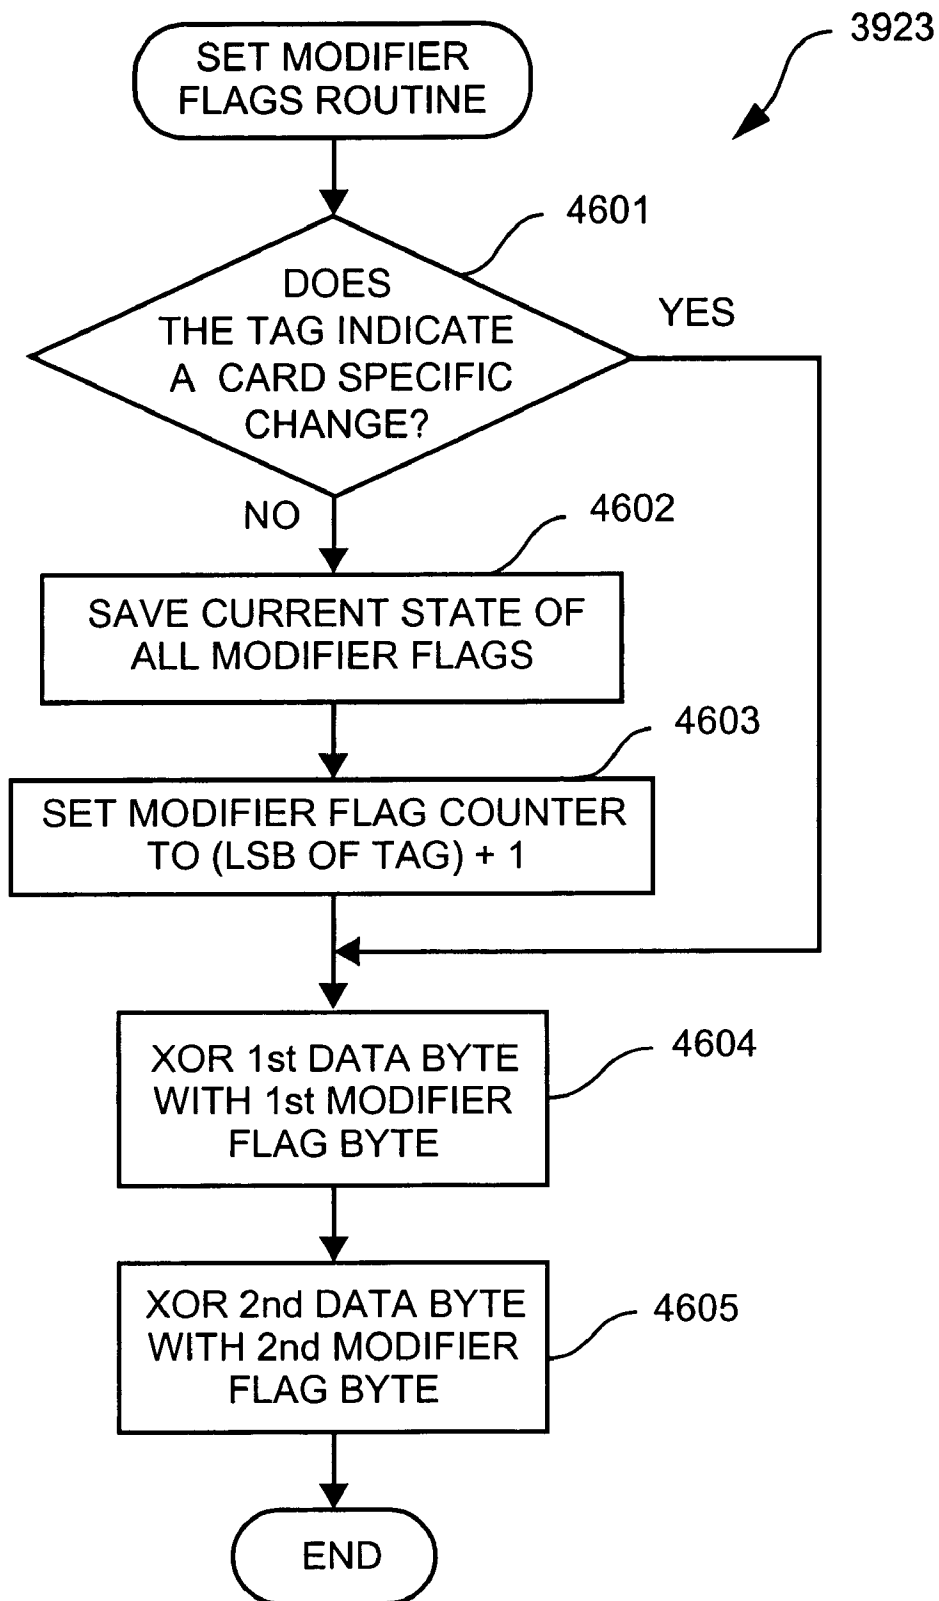 3923
SET MODIFIER
FLAGS ROUTINE
4601
DOES
THE TAG INDICATE
A CARD SPECIFIC
CHANGE?
YES
NO
4602
SAVE CURRENT STATE OF
ALL MODIFIER FLAGS
4603
SET MODIFIER FLAG COUNTER
TO (LSB OF TAG) + 1
4604
XOR 1st DATA BYTE
WITH 1st MODIFIER
FLAG BYTE
4605
XOR 2nd DATA BYTE
WITH 2nd MODIFIER
FLAG BYTE
END